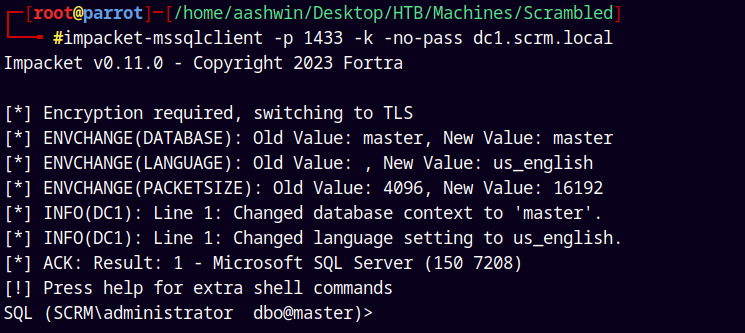 ┌─[root@parrot]─[/home/aashwin/Desktop/HTB/Machines/Scrambled]
└──╼ #impacket-mssqlclient -p 1433 -k -no-pass dc1.scrm.local
Impacket v0.11.0 - Copyright 2023 Fortra
[*] Encryption required, switching to TLS
[*] ENVCHANGE(DATABASE): Old Value: master, New Value: master
[*] ENVCHANGE(LANGUAGE): Old Value: , New Value: us_english
[*] ENVCHANGE(PACKETSIZE): Old Value: 4096, New Value: 16192
[*] INFO(DC1): Line 1: Changed database context to 'master'.
[*] INFO(DC1): Line 1: Changed language setting to us_english.
[*] ACK: Result: 1 - Microsoft SQL Server (150 7208)
[!] Press help for extra shell commands
SQL (SCRM\administrator  dbo@master)>